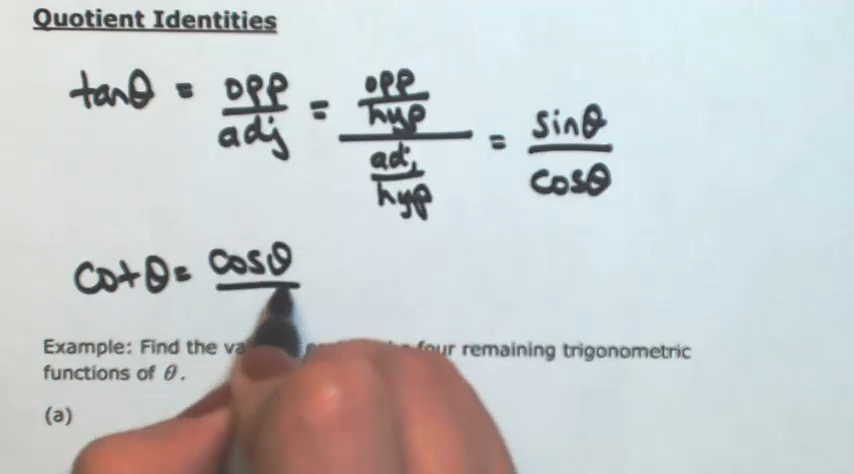 Quotient Identities
tanθ = opp/adj = (opp/hyp)/(adj/hyp) = sinθ/cosθ
cotθ = cosθ
Example: Find the four remaining trigonometric
functions of θ.
(a)